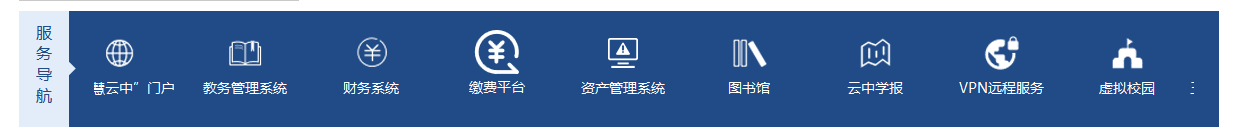 服务导航
慧云中”门户
教务管理系统
财务系统
缴费平台
资产管理系统
图书馆
云中学报
VPN远程服务
虚拟校园